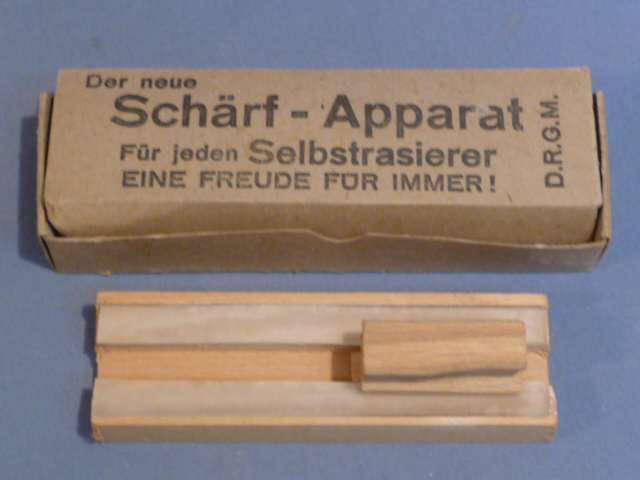 Der neue
Schärf - Apparat
Für jeden Selbstrasierer
EINE FREUDE FÜR IMMER!
D.R.G.M.